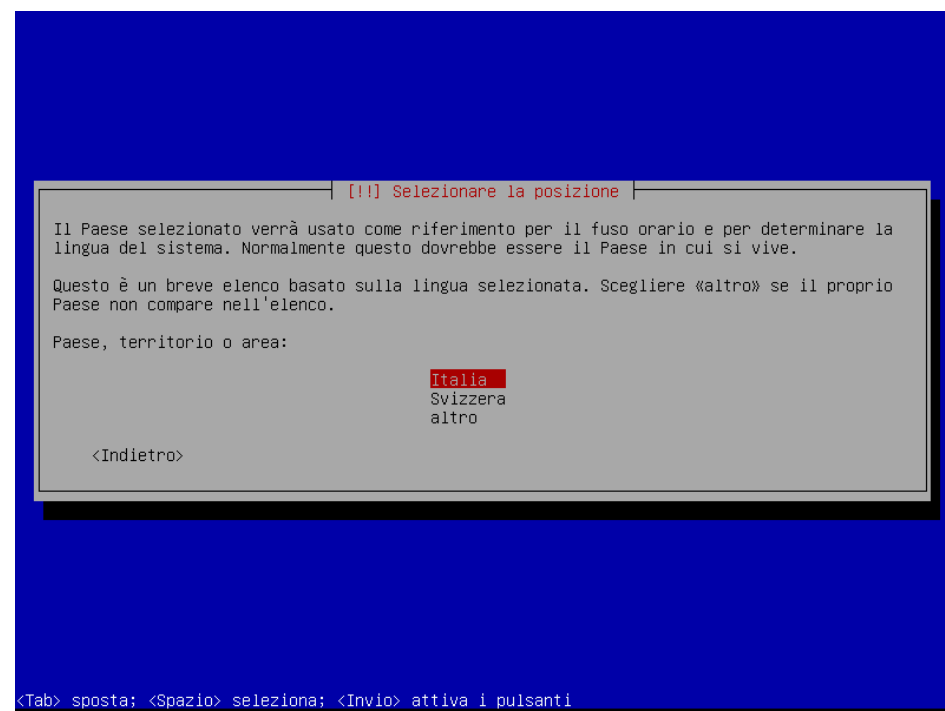 [!!] Selezionare la posizione
Il Paese selezionato verrà usato come riferimento per il fuso orario e per determinare la
lingua del sistema. Normalmente questo dovrebbe essere il Paese in cui si vive.
Questo è un breve elenco basato sulla lingua selezionata. Scegliere «altro» se il proprio
Paese non compare nell'elenco.
Paese, territorio o area:
Italia
Svizzera
altro
<Indietro>
<Tab> sposta; <Spazio> seleziona; <Invio> attiva i pulsanti